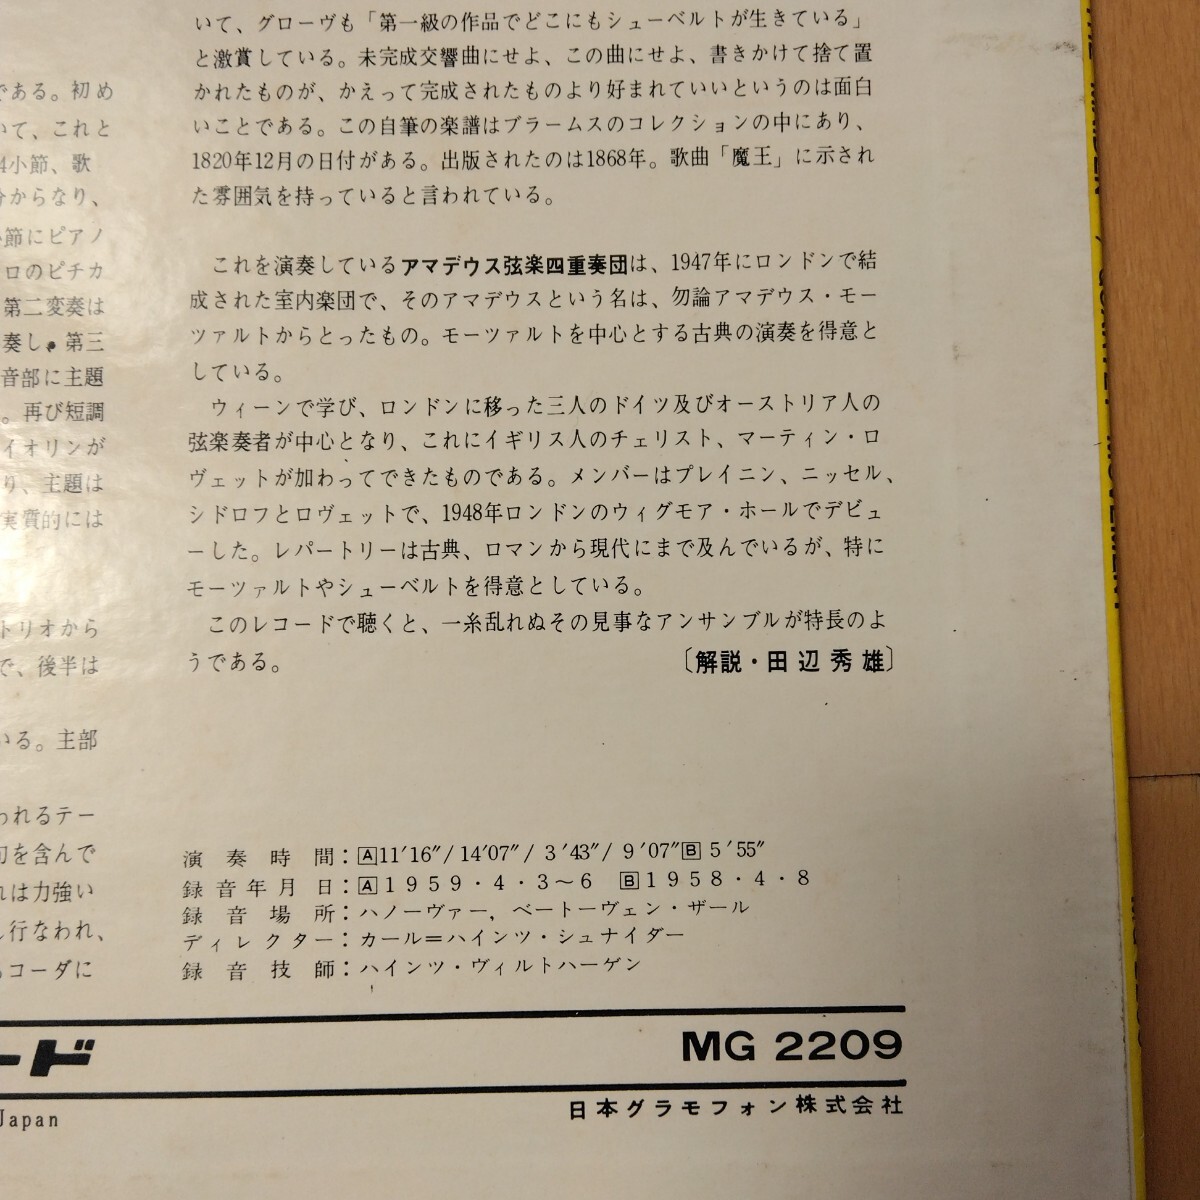 である。初め
いて、これと
4小節、歌
分からなり、
小節にピアノ
ロのピチカ
第二変奏は
奏し。第三
音部に主題
。再び短調
イオリンが
り、主題は
実質的には
トリオから
で、後半は
いる。主部
われるテー
句を含んで
れは力強い
し行なわれ、
らコーダに
いて、グローヴも「第一級の作品でどこにもシューベルトが生きている」
と激賞している。未完成交響曲にせよ、この曲にせよ、書きかけて捨て置
かれたものが、かえって完成されたものより好まれていいというのは面白
いことである。この自筆の楽譜はブラームスのコレクションの中にあり、
1820年12月の日付がある。出版されたのは1868年。歌曲「魔王」に示され
た雰囲気を持っていると言われている。
これを演奏しているアマデウス弦楽四重奏団は、1947年にロンドンで結
成された室内楽団で、そのアマデウスという名は、勿論アマデウス・モー
ツァルトからとったもの。モーツァルトを中心とする古典の演奏を得意と
している。
ウィーンで学び、ロンドンに移った三人のドイツ及びオーストリア人の
弦楽奏者が中心となり、これにイギリス人のチェリスト、マーティン・ロ
ヴェットが加わってできたものである。メンバーはプレイニン、ニッセル、
シドロフとロヴェットで、1948年ロンドンのウィグモア・ホールでデビュ
ーした。レパートリーは古典、ロマンから現代にまで及んでいるが、特に
モーツァルトやシューベルトを得意としている。
このレコードで聴くと、一糸乱れぬその見事なアンサンブルが特長のよ
うである。
〔解説・田辺秀雄〕
演奏時間：A11′16″/14′07″/3′43″/9′07″B5′55″
録音年月日：A1959・4・3〜6 B1958・4・8
録音場所：ハノーヴァー，ベートーヴェン・ザール
ディレクター：カール＝ハインツ・シュナイダー
録音技師：ハインツ・ヴィルトハーゲン
ード
MG 2209
Japan
日本グラモフォン株式会社
MAIDEN / QUARTET MOVEMENT